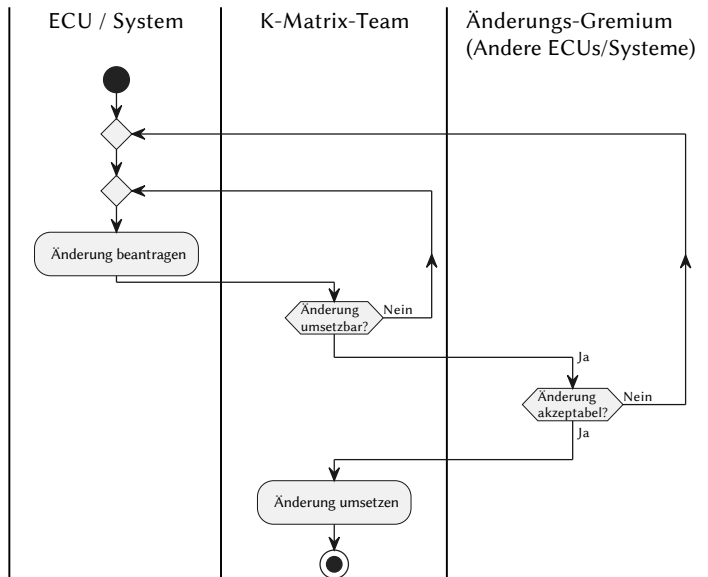 ECU / System
K-Matrix-Team
Änderungs-Gremium
(Andere ECUs/Systeme)
Änderung beantragen
Änderung
umsetzbar?
Nein
Ja
Änderung
akzeptabel?
Nein
Ja
Änderung umsetzen